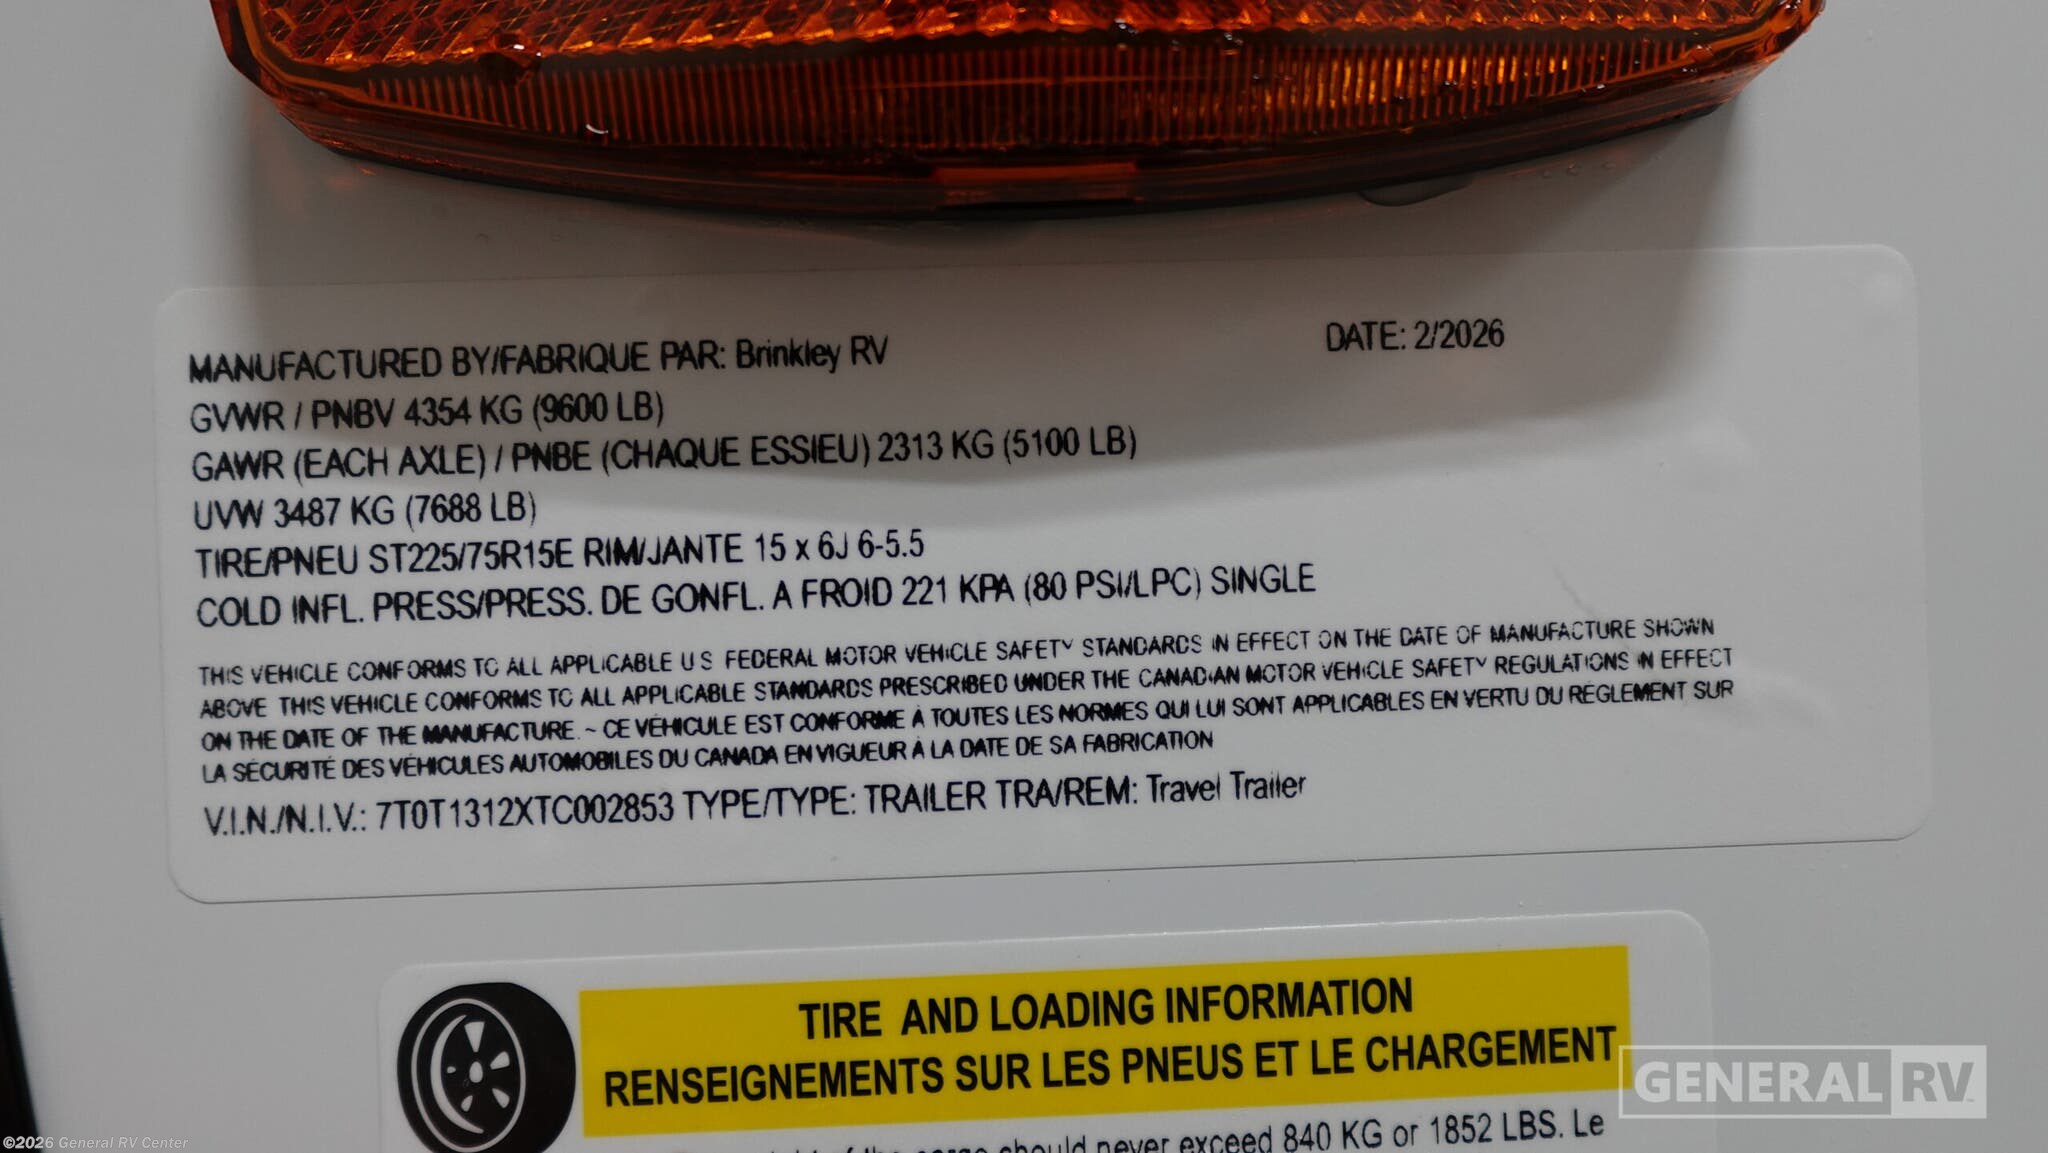 MANUFACTURED BY/FABRIQUE PAR: Brinkley RV
DATE: 2/2026
GVWR / PNBV 4354 KG (9600 LB)
GAWR (EACH AXLE) / PNBE (CHAQUE ESSIEU) 2313 KG (5100 LB)
UVW 3487 KG (7688 LB)
TIRE/PNEU ST225/75R15E RIM/JANTE 15 x 6J 6-5.5
COLD INFL. PRESS/PRESS. DE GONFL. A FROID 221 KPA (80 PSI/LPC) SINGLE
THIS VEHICLE CONFORMS TO ALL APPLICABLE U S FEDERAL MOTOR VEHICLE SAFETY STANDARDS IN EFFECT ON THE DATE OF MANUFACTURE SHOWN
ABOVE THIS VEHICLE CONFORMS TO ALL APPLICABLE STANDARDS PRESCRIBED UNDER THE CANADIAN MOTOR VEHICLE SAFETY REGULATIONS IN EFFECT
ON THE DATE OF THE MANUFACTURE. ~ CE VÉHICULE EST CONFORME À TOUTES LES NORMES QUI LUI SONT APPLICABLES EN VERTU DU RÉGLEMENT SUR
LA SÉCURITÉ DES VÉHICULES AUTOMOBILES DU CANADA EN VIGUEUR À LA DATE DE SA FABRICATION
V.I.N./N.I.V.: 7T0T1312XTC002853 TYPE/TYPE: TRAILER TRA/REM: Travel Trailer
TIRE AND LOADING INFORMATION
RENSEIGNEMENTS SUR LES PNEUS ET LE CHARGEMENT
of the cargo should never exceed 840 KG or 1852 LBS. Le
GENERAL RV
©2026 General RV Center